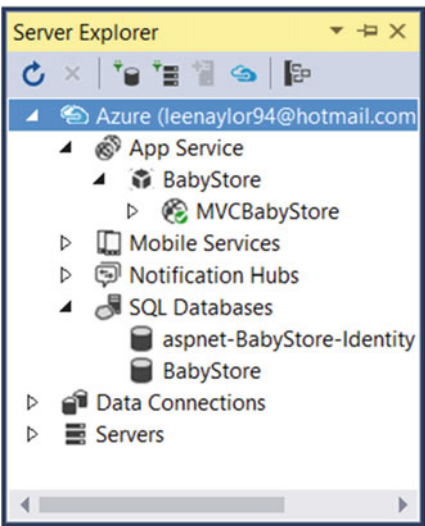 Server Explorer
Azure (leenaylor94@hotmail.com
App Service
BabyStore
MVCBabyStore
Mobile Services
Notification Hubs
SQL Databases
aspnet-BabyStore-Identity
BabyStore
Data Connections
Servers